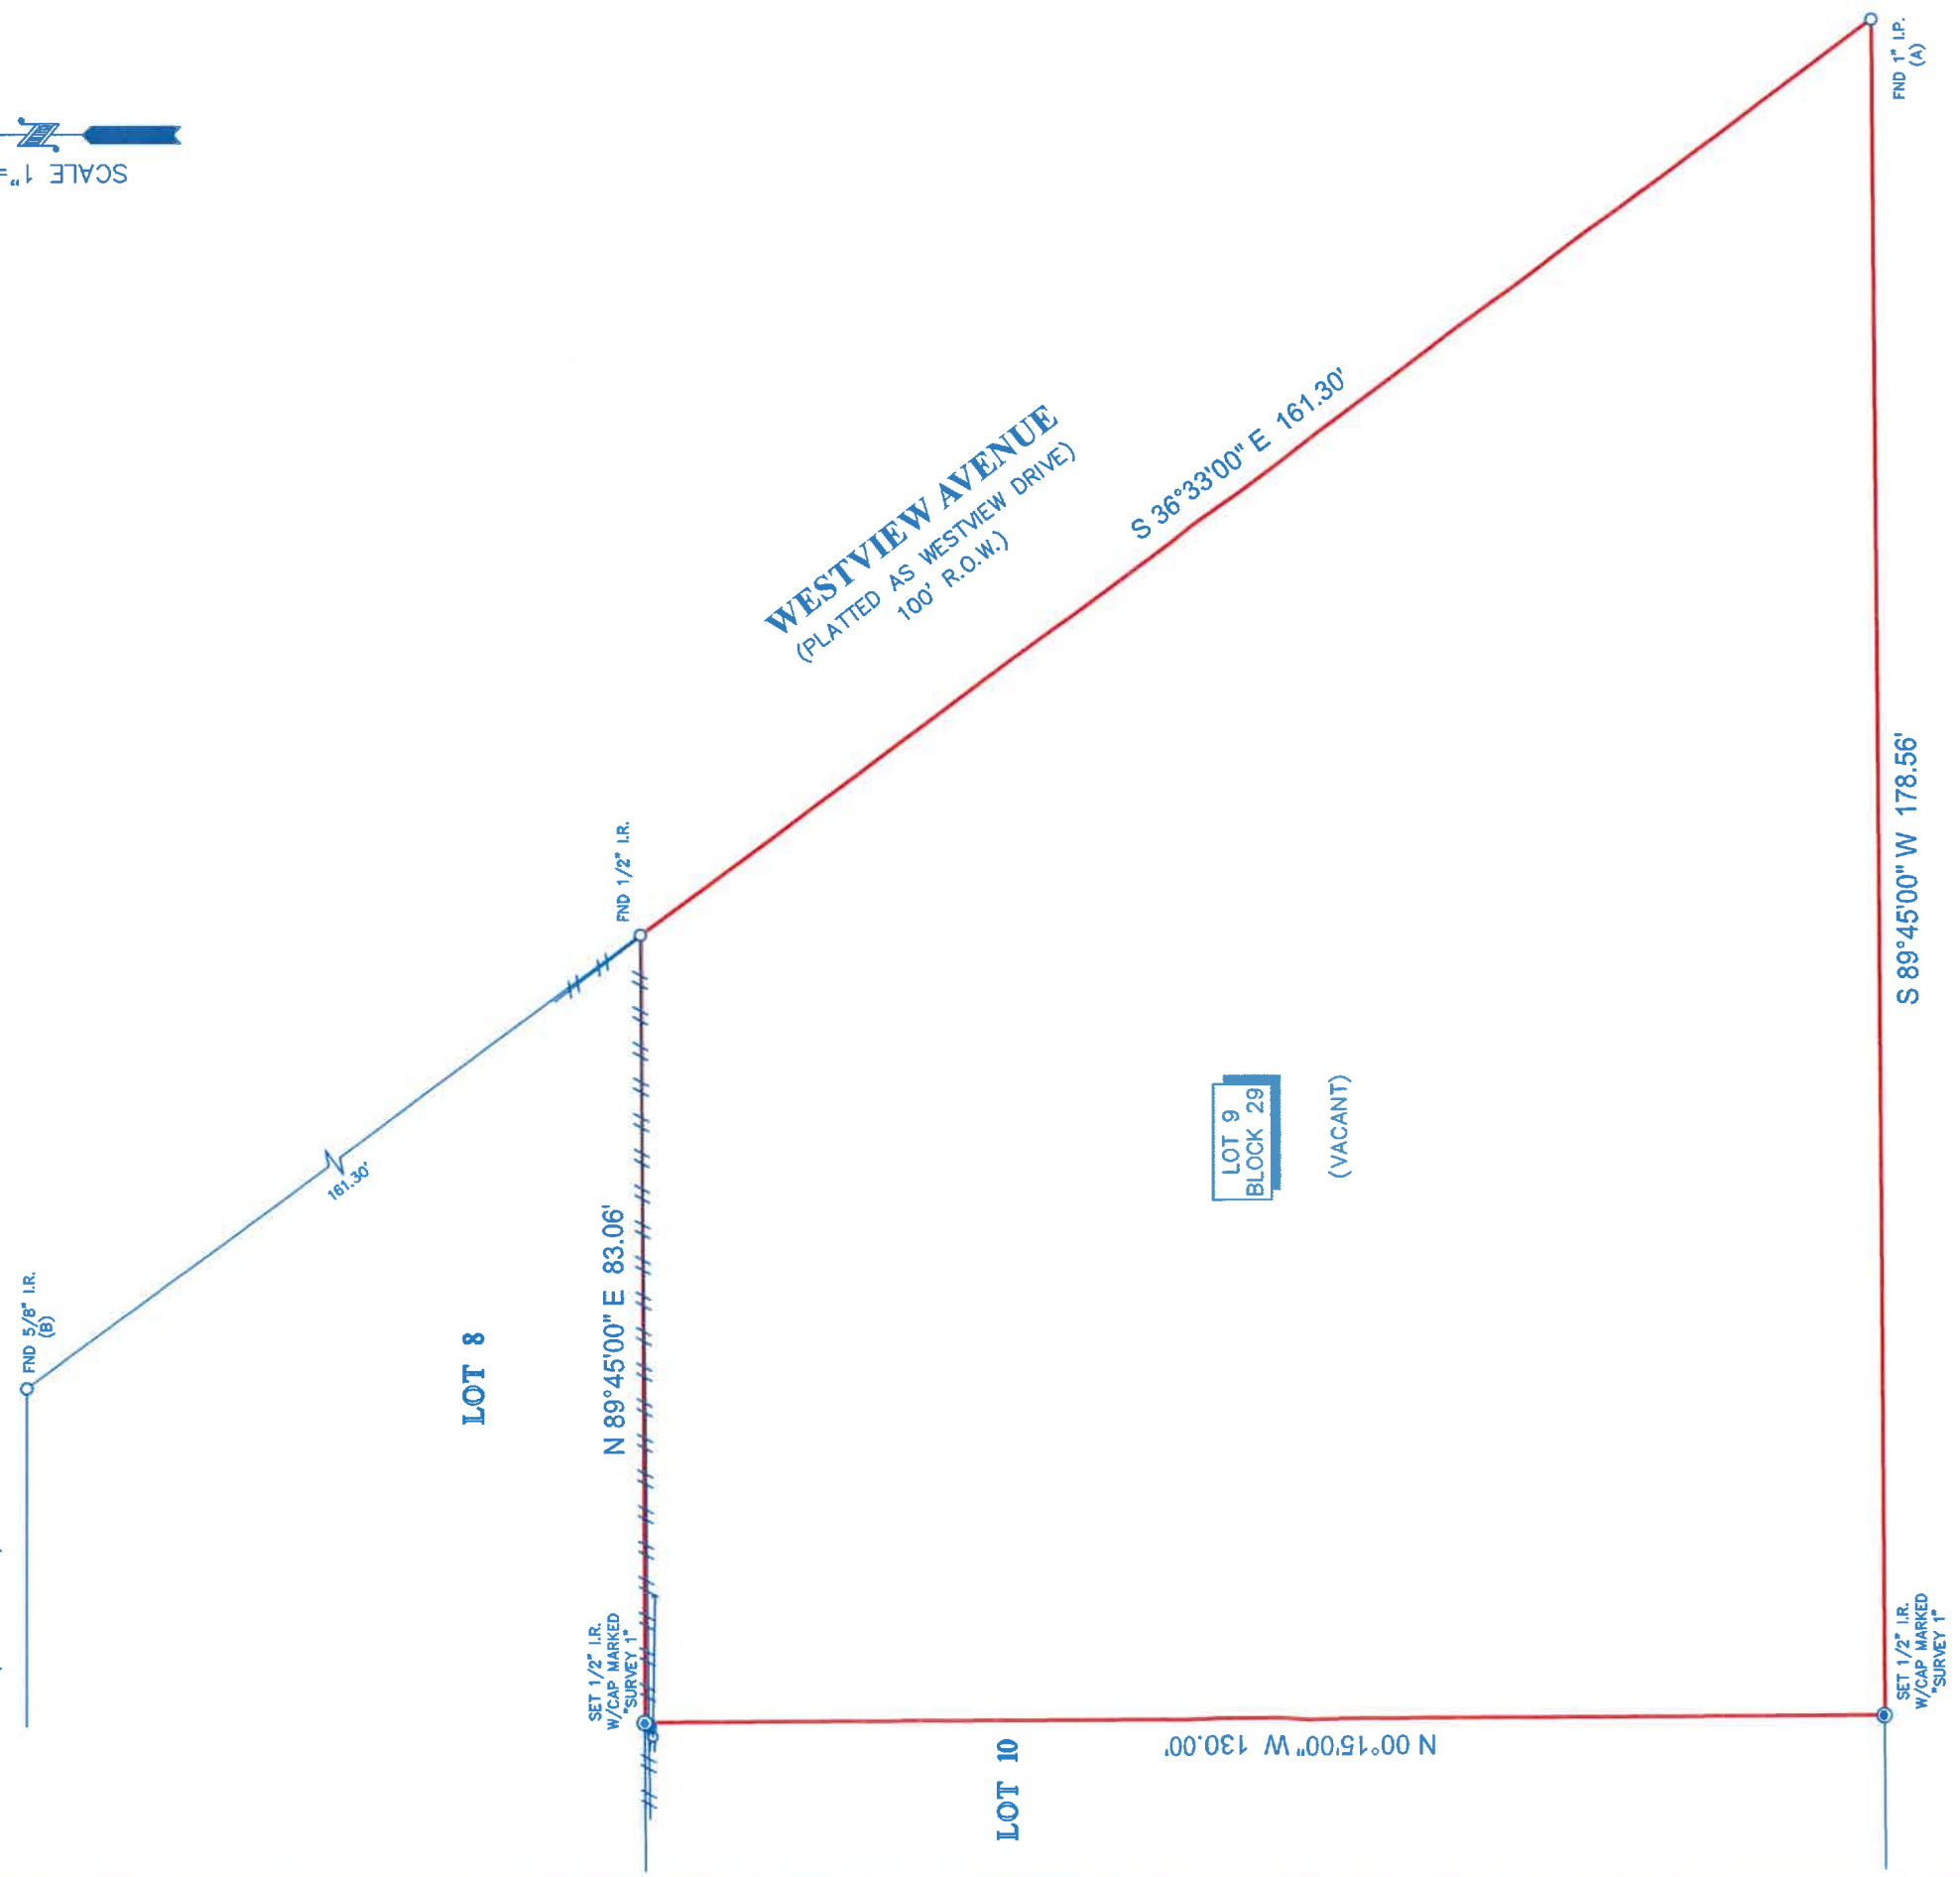 SCALE 1"=
FND 5/8" I.R.
(B)
161.30'
LOT 8
FND 1/2" I.R.
WESTVIEW AVENUE
(PLATTED AS WESTVIEW DRIVE)
100' R.O.W.)
S 36°33'00" E 161.30'
FND 1" I.P.
(A)
N 89°45'00" E 83.06'
SET 1/2" I.R.
W/CAP MARKED
"SURVEY 1"
LOT 9
BLOCK 29
(VACANT)
LOT 10
N 00°15'00" W 130.00'
S 89°45'00" W 178.56'
SET 1/2" I.R.
W/CAP MARKED
"SURVEY 1"